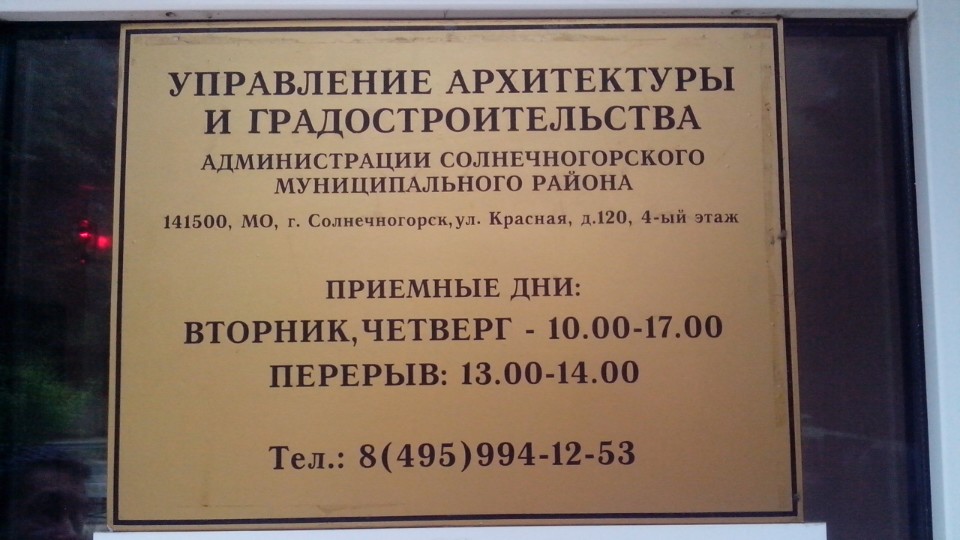 УПРАВЛЕНИЕ АРХИТЕКТУРЫ
И ГРАДОСТРОИТЕЛЬСТВА
АДМИНИСТРАЦИИ СОЛНЕЧНОГОРСКОГО
МУНИЦИПАЛЬНОГО РАЙОНА
141500, МО, г. Солнечногорск,ул. Красная, д.120, 4-ый этаж
ПРИЕМНЫЕ ДНИ:
ВТОРНИК,ЧЕТВЕРГ - 10.00-17.00
ПЕРЕРЫВ: 13.00-14.00
Тел.: 8(495)994-12-53